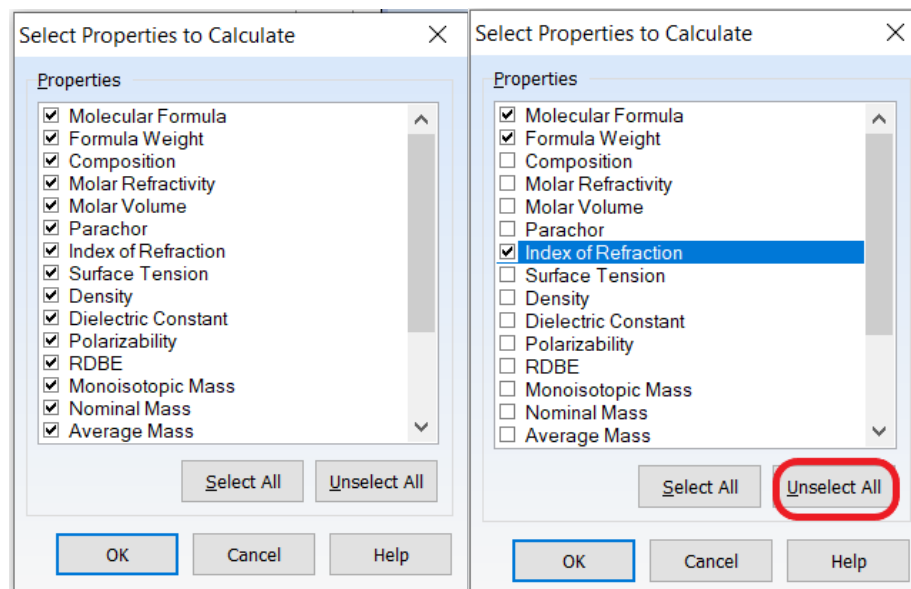 Select Properties to Calculate
Properties
Molecular Formula
Formula Weight
Composition
Molar Refractivity
Molar Volume
Parachor
Index of Refraction
Surface Tension
Density
Dielectric Constant
Polarizability
RDBE
Monoisotopic Mass
Nominal Mass
Average Mass
Select All Unselect All
OK Cancel Help
Select Properties to Calculate
Properties
Molecular Formula
Formula Weight
Composition
Molar Refractivity
Molar Volume
Parachor
Index of Refraction
Surface Tension
Density
Dielectric Constant
Polarizability
RDBE
Monoisotopic Mass
Nominal Mass
Average Mass
Select All Unselect All
OK Cancel Help